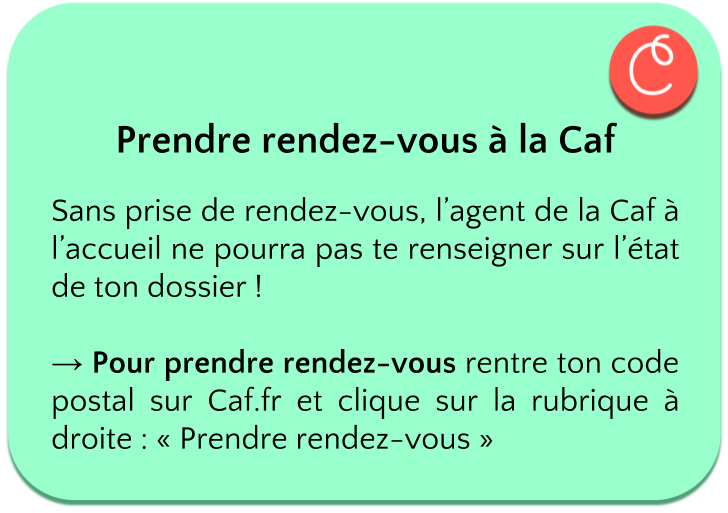 Prendre rendez-vous à la Caf
Sans prise de rendez-vous, l’agent de la Caf à
l’accueil ne pourra pas te renseigner sur l’état
de ton dossier !
→ Pour prendre rendez-vous rentre ton code
postal sur Caf.fr et clique sur la rubrique à
droite : « Prendre rendez-vous »